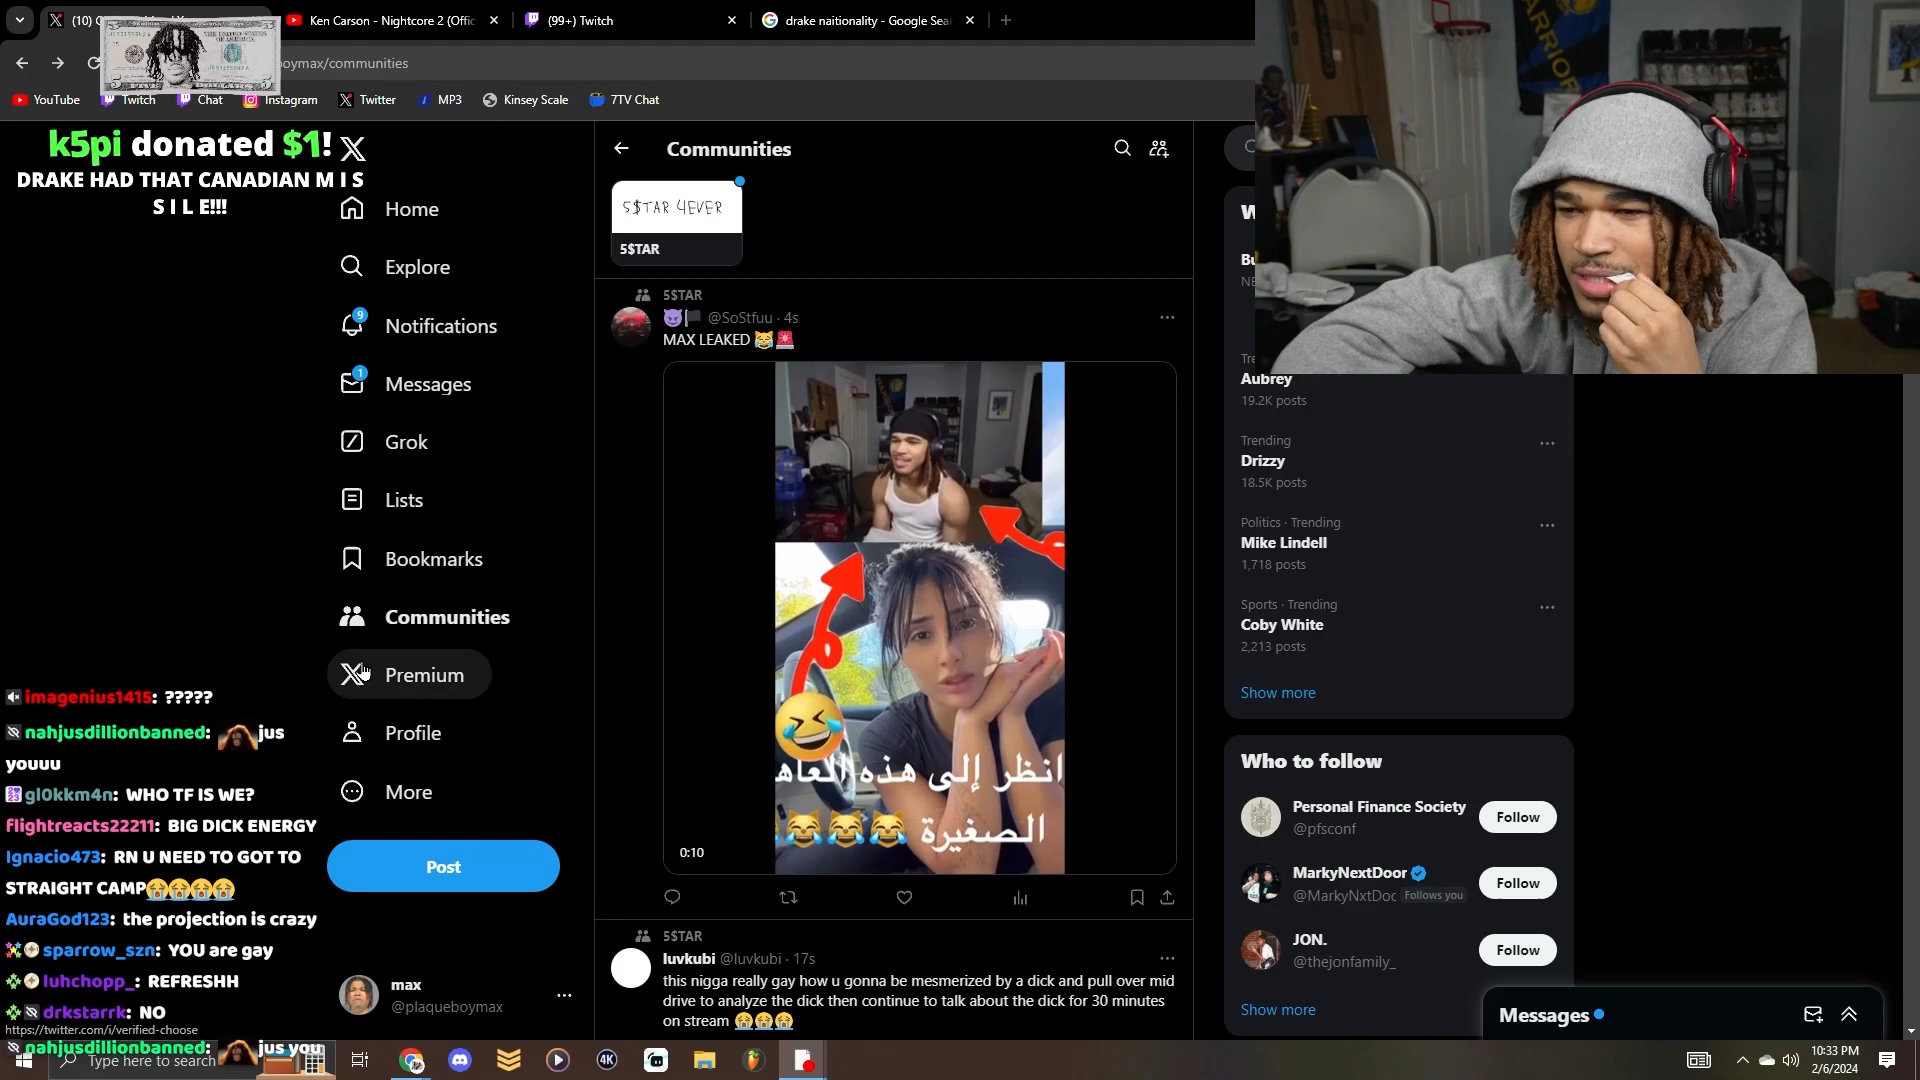 Ken Carson - Nightcore 2 (Offic
(99+) Twitch
drake naitionality - Google Sear
oymax/communities
YouTube
Twitch
Chat
Instagram
Twitter
MP3
Kinsey Scale
7TV Chat
k5pi donated $1!
DRAKE HAD THAT CANADIAN M I S
S I L E!!!
Home
Explore
9
Notifications
1
Messages
Grok
Lists
Bookmarks
Communities
Premium
Profile
More
Post
max
@plaqueboymax
imagenius1415: ?????
nahjusdillionbanned: jus
youuu
gl0kkm4n: WHO TF IS WE?
flightreacts22211: BIG DICK ENERGY
Ignacio473: RN U NEED TO GOT TO
STRAIGHT CAMP😭😭😭😭
AuraGod123: the projection is crazy
sparrow_szn: YOU are gay
luhchopp_: REFRESHH
drkstarrk: NO
https://twitter.com/i/verified-choose
nahjusdillionbanned: jus you
Type here to search
Communities
5$TAR 4EVER
5$TAR
5$TAR
😈🏴 @SoStfuu · 4s
MAX LEAKED 😹🚨
انظر إلى هذه العاه
الصغيرة 😹😹😹
0:10
5$TAR
luvkubi @luvkubi · 17s
this nigga really gay how u gonna be mesmerized by a dick and pull over mid
drive to analyze the dick then continue to talk about the dick for 30 minutes
on stream 😭😭😭
WARRIOR
Aubrey
19.2K posts
Trending
Drizzy
18.5K posts
Politics · Trending
Mike Lindell
1,718 posts
Sports · Trending
Coby White
2,213 posts
Show more
Who to follow
Personal Finance Society
@pfsconf
Follow
MarkyNextDoor
@MarkyNxtDoc Follows you
Follow
JON.
@thejonfamily_
Follow
Show more
Messages
10:33 PM
2/6/2024